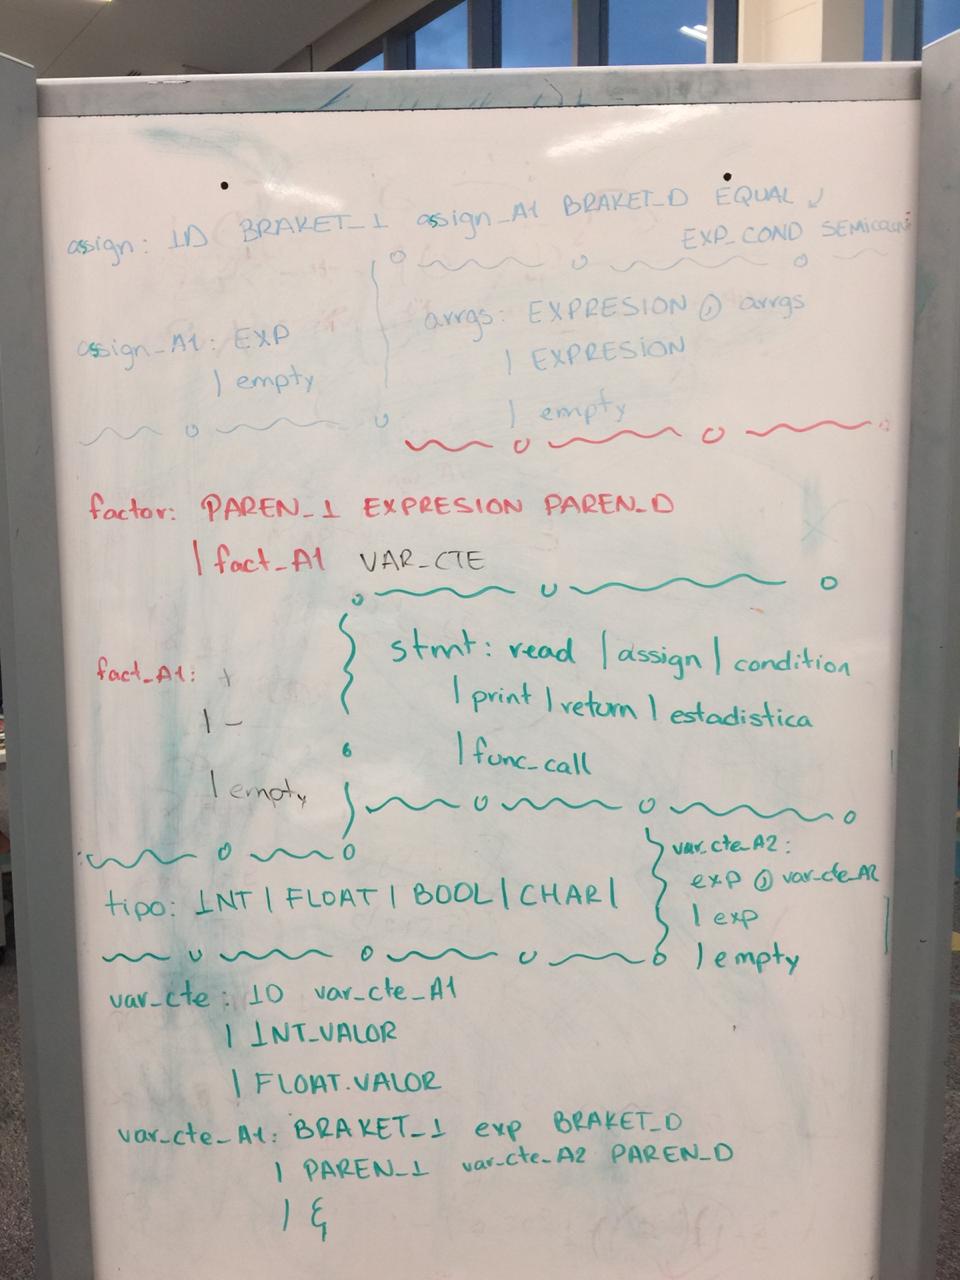 assign: ID BRAKET_I assign_A1 BRAKET_D EQUAL
EXP_COND SEMICOLON
assign_A1: EXP
| empty
arrgs: EXPRESION , arrgs
| EXPRESION
| empty
factor: PAREN_I EXPRESION PAREN_D
| fact_A1 VAR_CTE
fact_A1: +
| -
| empty
stmt: read | assign | condition
| print | return | estadistica
| func_call
tipo: INT | FLOAT | BOOL | CHAR |
var_cte_A2:
exp , var_cte_A2
| exp
| empty
var_cte: ID var_cte_A1
| INT_VALOR
| FLOAT.VALOR
var_cte_A1: BRAKET_I exp BRAKET_D
| PAREN_I var_cte_A2 PAREN_D
| ξ